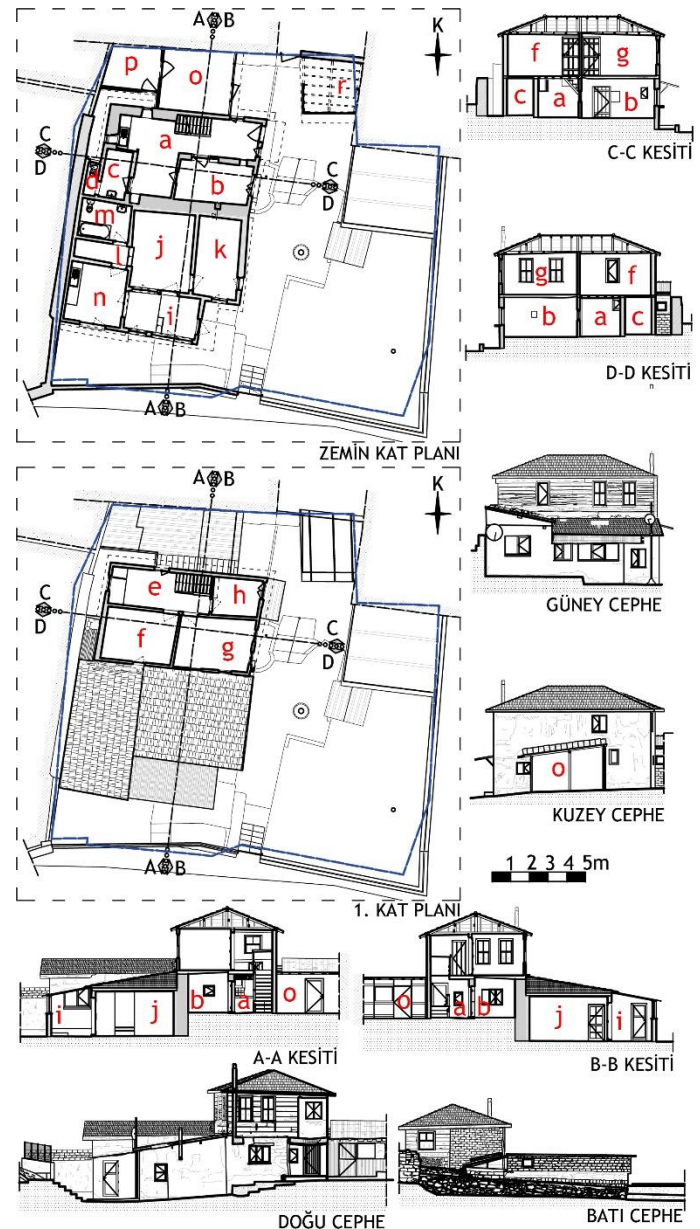 A B
K
p
o
r
a
C
D
d
c
b
C
D
m
j
k
l
n
i
A B
ZEMİN KAT PLANI
f
g
c
a
b
C-C KESİTİ
g
f
b
a
c
D-D KESİTİ
n
GÜNEY CEPHE
o
KUZEY CEPHE
1 2 3 4 5m
A B
K
e
h
C
D
f
g
C
D
A B
1. KAT PLANI
b
a
o
i
j
A-A KESİTİ
o
a
b
j
i
B-B KESİTİ
DOĞU CEPHE
BATI CEPHE